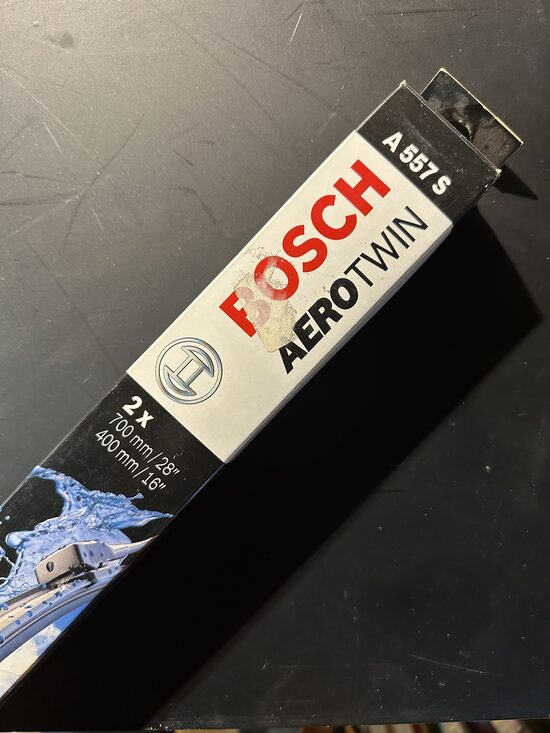 A 557 S
BOSCH
AEROTWIN
2 x
700 mm/28"
400 mm/16"